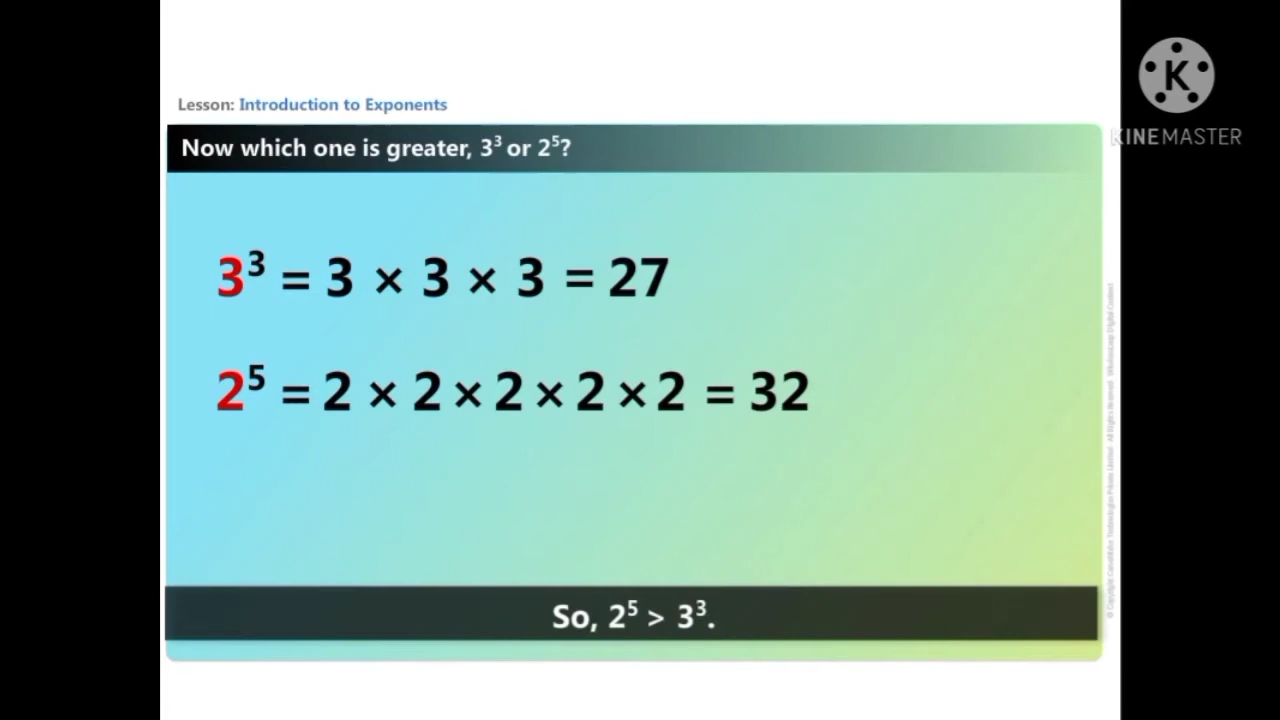 Lesson: Introduction to Exponents
KINEMASTER
Now which one is greater, 3³ or 2⁵?
3³ = 3 × 3 × 3 = 27
2⁵ = 2 × 2 × 2 × 2 × 2 = 32
So, 2⁵ > 3³.